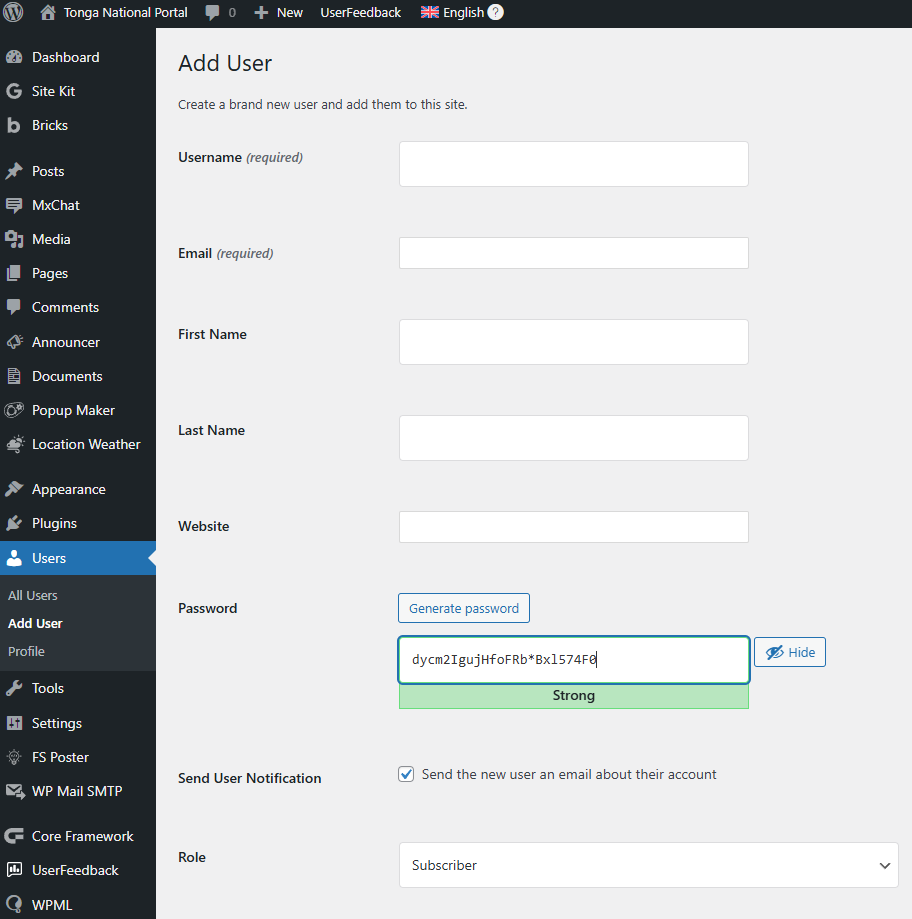 Tonga National Portal 0 New UserFeedback English ?
Dashboard
Site Kit
Bricks
Posts
MxChat
Media
Pages
Comments
Announcer
Documents
Popup Maker
Location Weather
Appearance
Plugins
Users
All Users
Add User
Profile
Tools
Settings
FS Poster
WP Mail SMTP
Core Framework
UserFeedback
WPML
Add User
Create a brand new user and add them to this site.
Username (required)
Email (required)
First Name
Last Name
Website
Password Generate password
dycm2IgujHfoFRb*Bxl574F0 Hide
Strong
Send User Notification Send the new user an email about their account
Role Subscriber